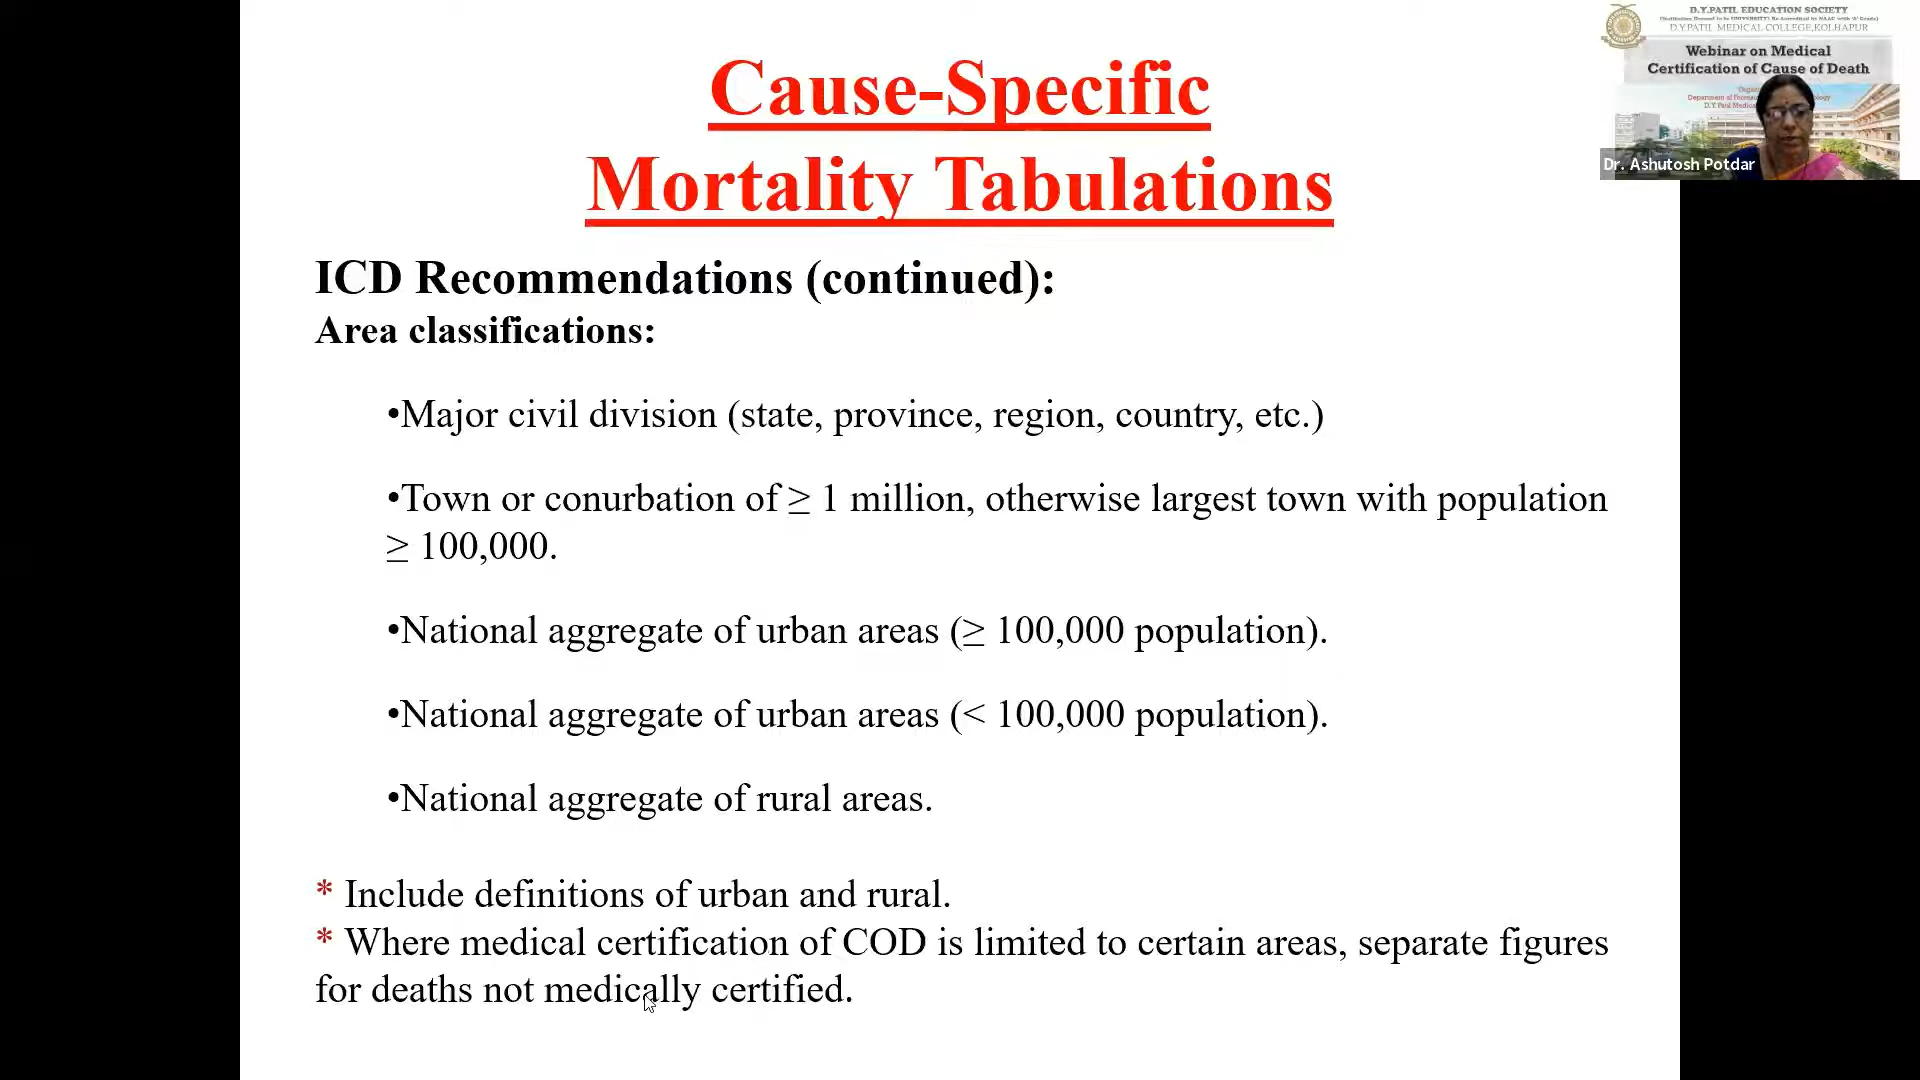 Cause-Specific
Mortality Tabulations
ICD Recommendations (continued):
Area classifications:
•Major civil division (state, province, region, country, etc.)
•Town or conurbation of ≥ 1 million, otherwise largest town with population
≥ 100,000.
•National aggregate of urban areas (≥ 100,000 population).
•National aggregate of urban areas (< 100,000 population).
•National aggregate of rural areas.
* Include definitions of urban and rural.
* Where medical certification of COD is limited to certain areas, separate figures
for deaths not medically certified.
D.Y.PATIL EDUCATION SOCIETY
D.Y.PATIL MEDICAL COLLEGE,KOLHAPUR
Webinar on Medical
Certification of Cause of Death
Department of
D.Y.Patil
Dr. Ashutosh Potdar